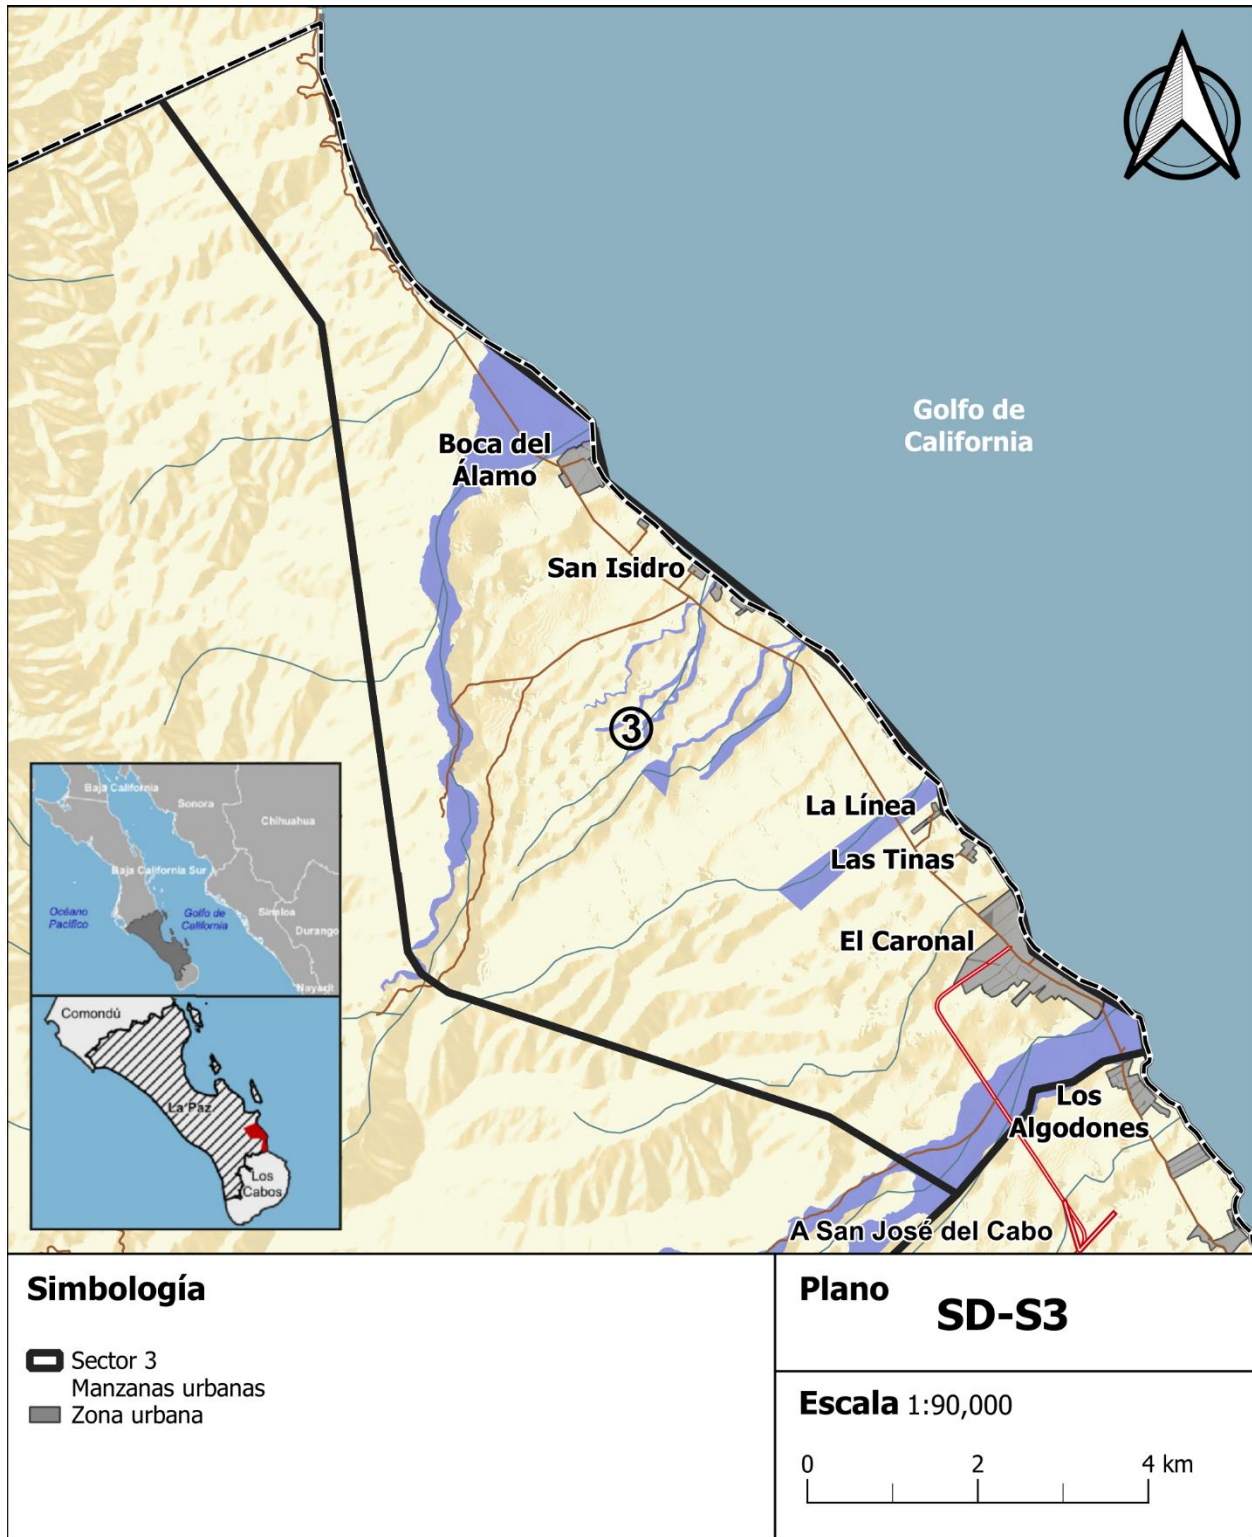 Golfo de
California
Boca del
Álamo
San Isidro
3
La Línea
Las Tinas
El Caronal
Los
Algodones
A San José del Cabo
Baja California
Sonora
Chihuahua
Baja California Sur
Océano
Pacífico
Golfo de
California
Sinaloa
Durango
Nayarit
Comondú
La Paz
Los
Cabos
Simbología
Sector 3
Manzanas urbanas
Zona urbana
Plano
SD-S3
Escala 1:90,000
0 2 4 km